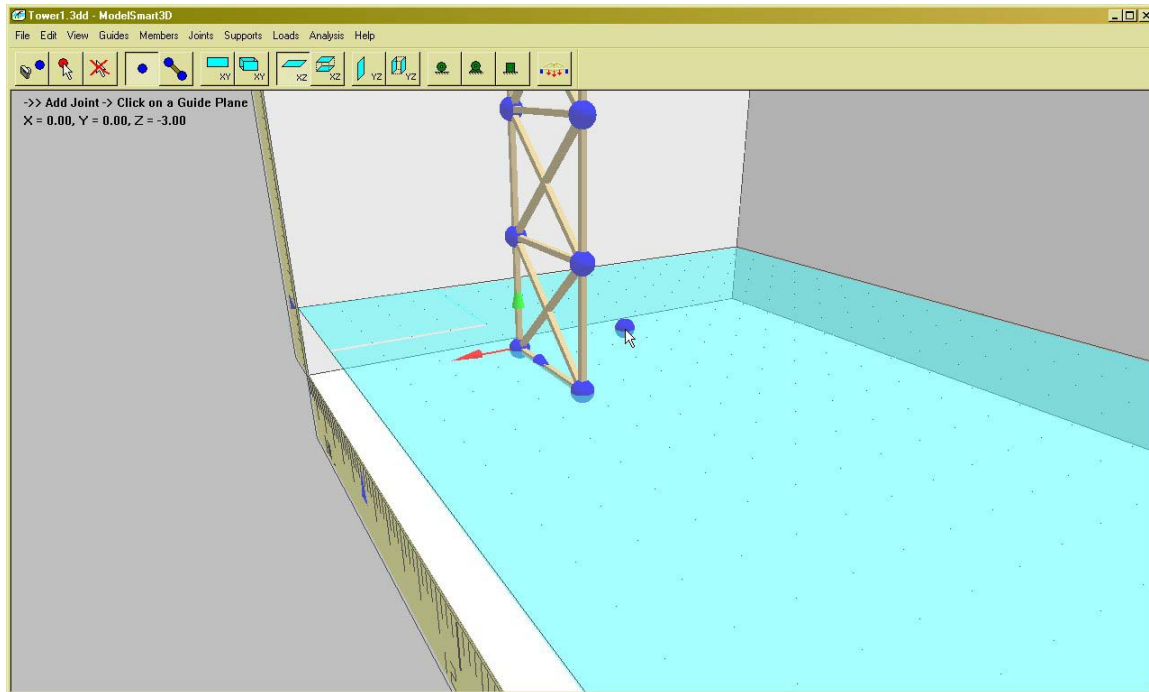 Tower1.3dd - ModelSmart3D
File Edit View Guides Members Joints Supports Loads Analysis Help
XY XY XZ XZ YZ YZ
->> Add Joint -> Click on a Guide Plane
X = 0.00, Y = 0.00, Z = -3.00